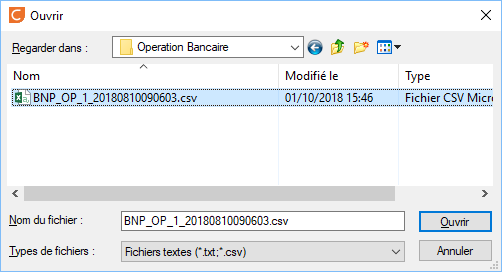 Ouvrir
Regarder dans : Operation Bancaire
Nom Modifié le Type
BNP_OP_1_20180810090603.csv 01/10/2018 15:46 Fichier CSV Micro
Nom du fichier : BNP_OP_1_20180810090603.csv Ouvrir
Types de fichiers : Fichiers textes (*.txt;*.csv) Annuler